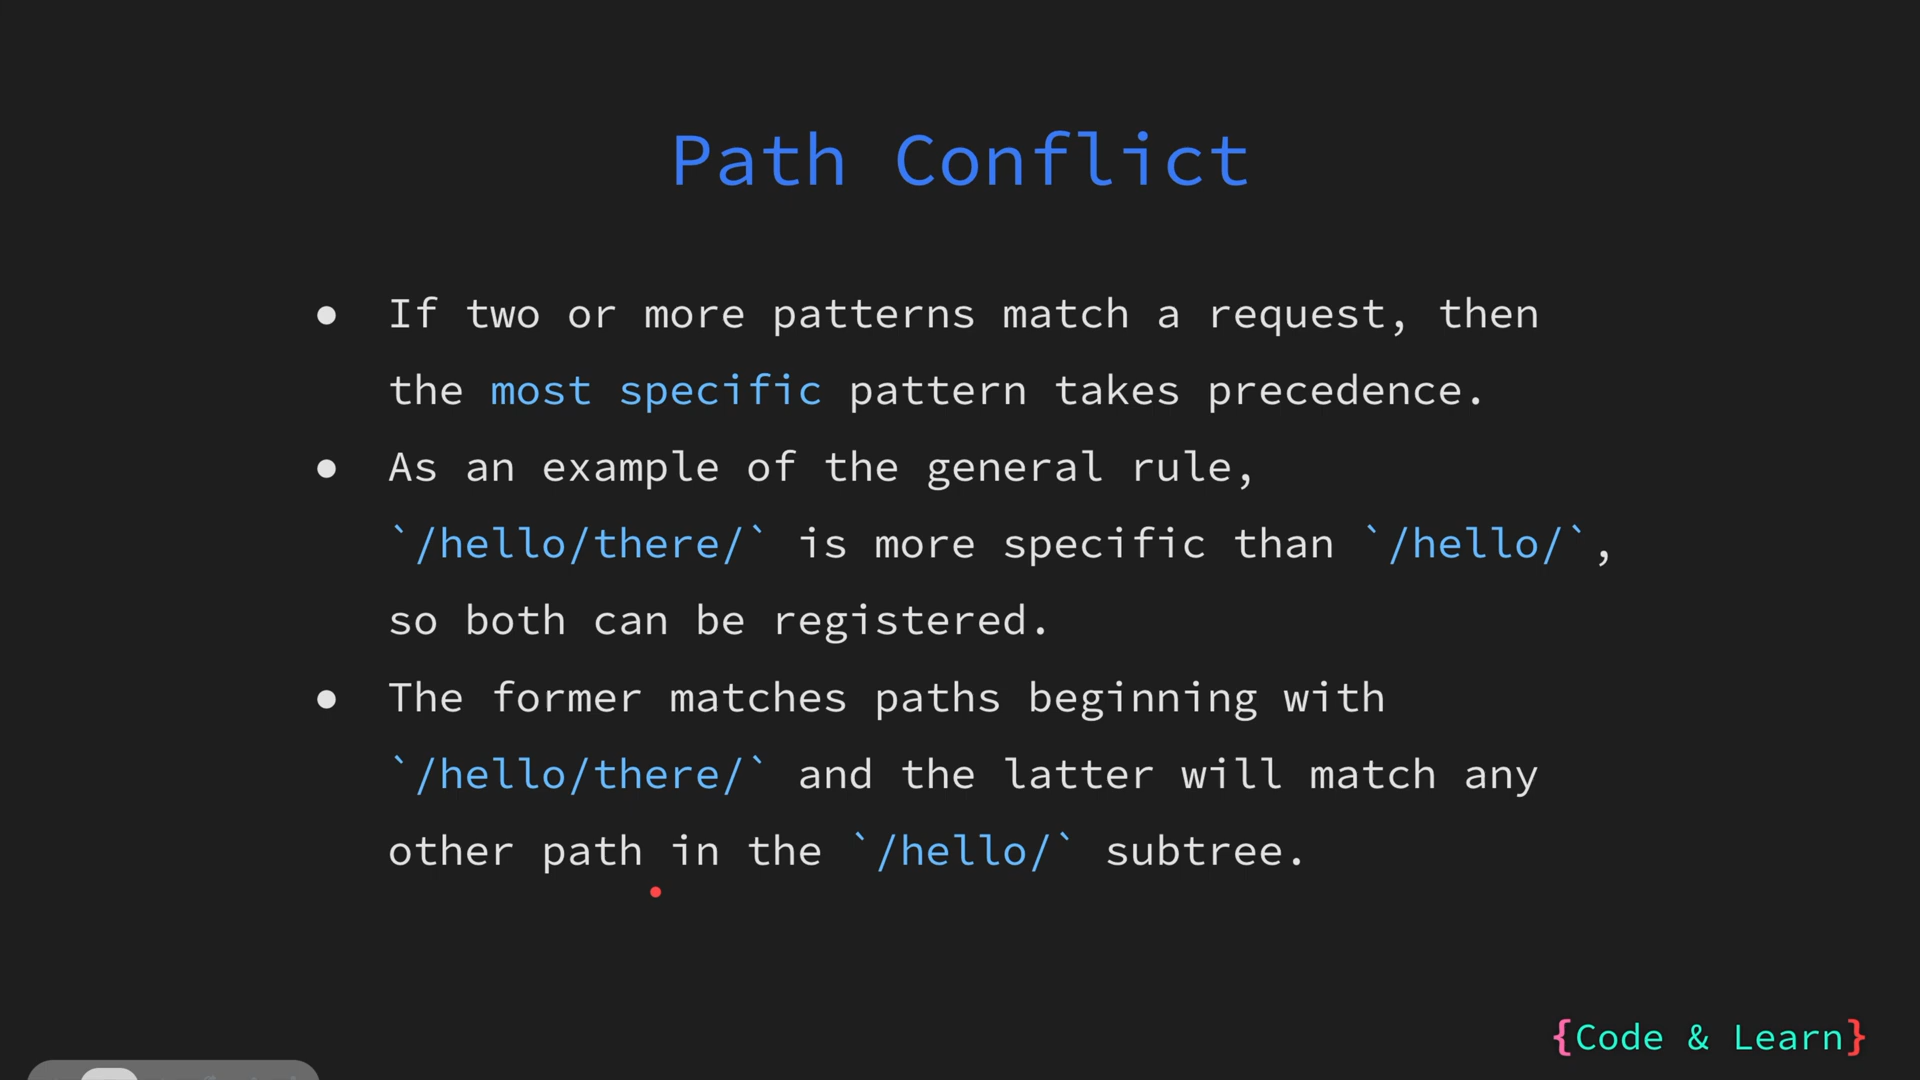 Path Conflict
● If two or more patterns match a request, then
the most specific pattern takes precedence.
● As an example of the general rule,
`/hello/there/` is more specific than `/hello/`,
so both can be registered.
● The former matches paths beginning with
`/hello/there/` and the latter will match any
other path in the `/hello/` subtree.
{Code & Learn}